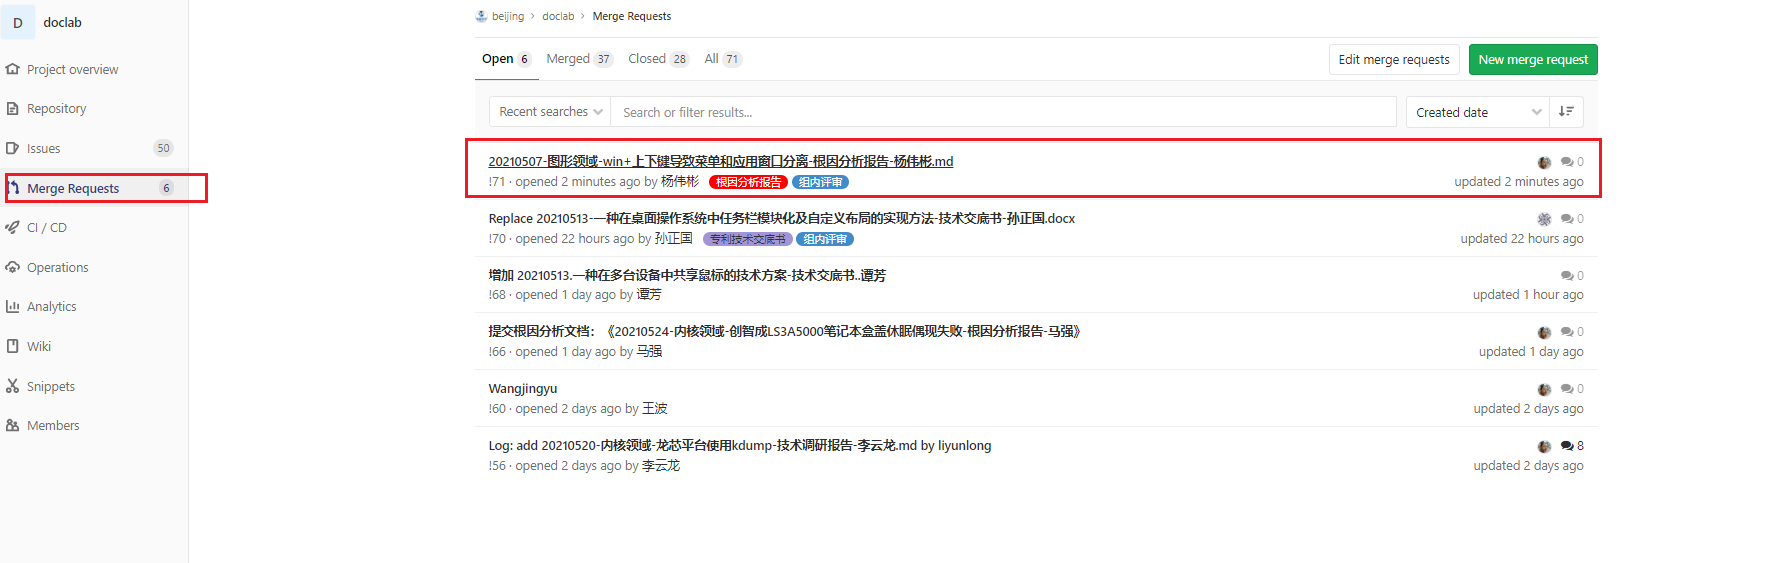 D doclab
Project overview
Repository
Issues 50
Merge Requests 6
CI / CD
Operations
Analytics
Wiki
Snippets
Members
beijing › doclab › Merge Requests
Open 6 Merged 37 Closed 28 All 71
Edit merge requests New merge request
Recent searches Search or filter results... Created date
20210507-图形领域-win+上下键导致菜单和应用窗口分离-根因分析报告-杨伟彬.md 0
!71 · opened 2 minutes ago by 杨伟彬 根因分析报告 组内评审 updated 2 minutes ago
Replace 20210513-一种在桌面操作系统中任务栏模块化及自定义布局的实现方法-技术交底书-孙正国.docx 0
!70 · opened 22 hours ago by 孙正国 专利技术交底书 组内评审 updated 22 hours ago
增加 20210513.一种在多台设备中共享鼠标的技术方案-技术交底书..谭芳 0
!68 · opened 1 day ago by 谭芳 updated 1 hour ago
提交根因分析文档：《20210524-内核领域-创智成LS3A5000笔记本盒盖休眠偶现失败-根因分析报告-马强》 0
!66 · opened 1 day ago by 马强 updated 1 day ago
Wangjingyu 0
!60 · opened 2 days ago by 王波 updated 2 days ago
Log: add 20210520-内核领域-龙芯平台使用kdump-技术调研报告-李云龙.md by liyunlong 8
!56 · opened 2 days ago by 李云龙 updated 2 days ago